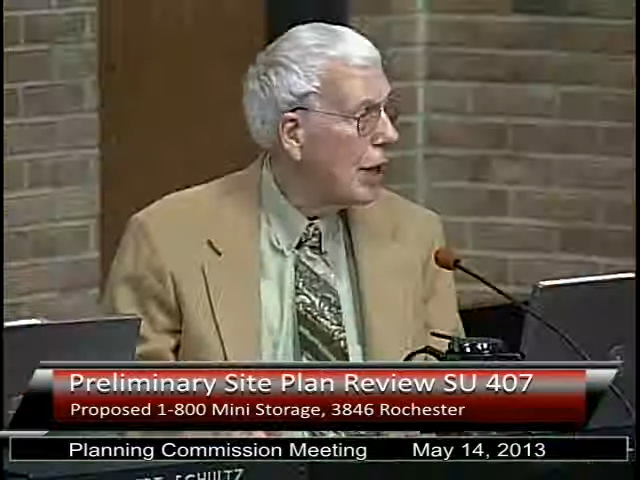 Preliminary Site Plan Review SU 407
Proposed 1-800 Mini Storage, 3846 Rochester
Planning Commission Meeting May 14, 2013
SCHULTZ